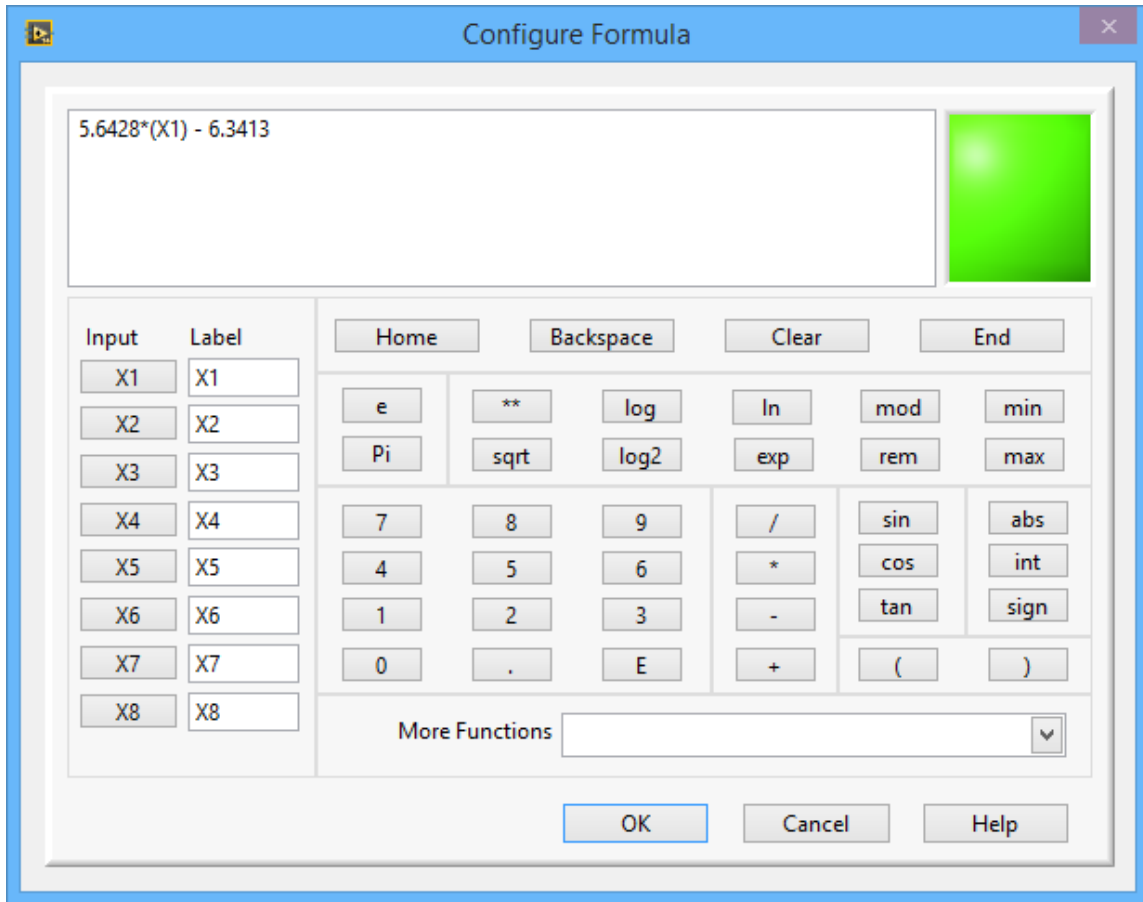 Configure Formula
5.6428*(X1) - 6.3413
Input Label
X1 X1
X2 X2
X3 X3
X4 X4
X5 X5
X6 X6
X7 X7
X8 X8
Home Backspace Clear End
e ** log ln mod min
Pi sqrt log2 exp rem max
7 8 9 / sin abs
4 5 6 * cos int
1 2 3 - tan sign
0 . E + ( )
More Functions
OK Cancel Help